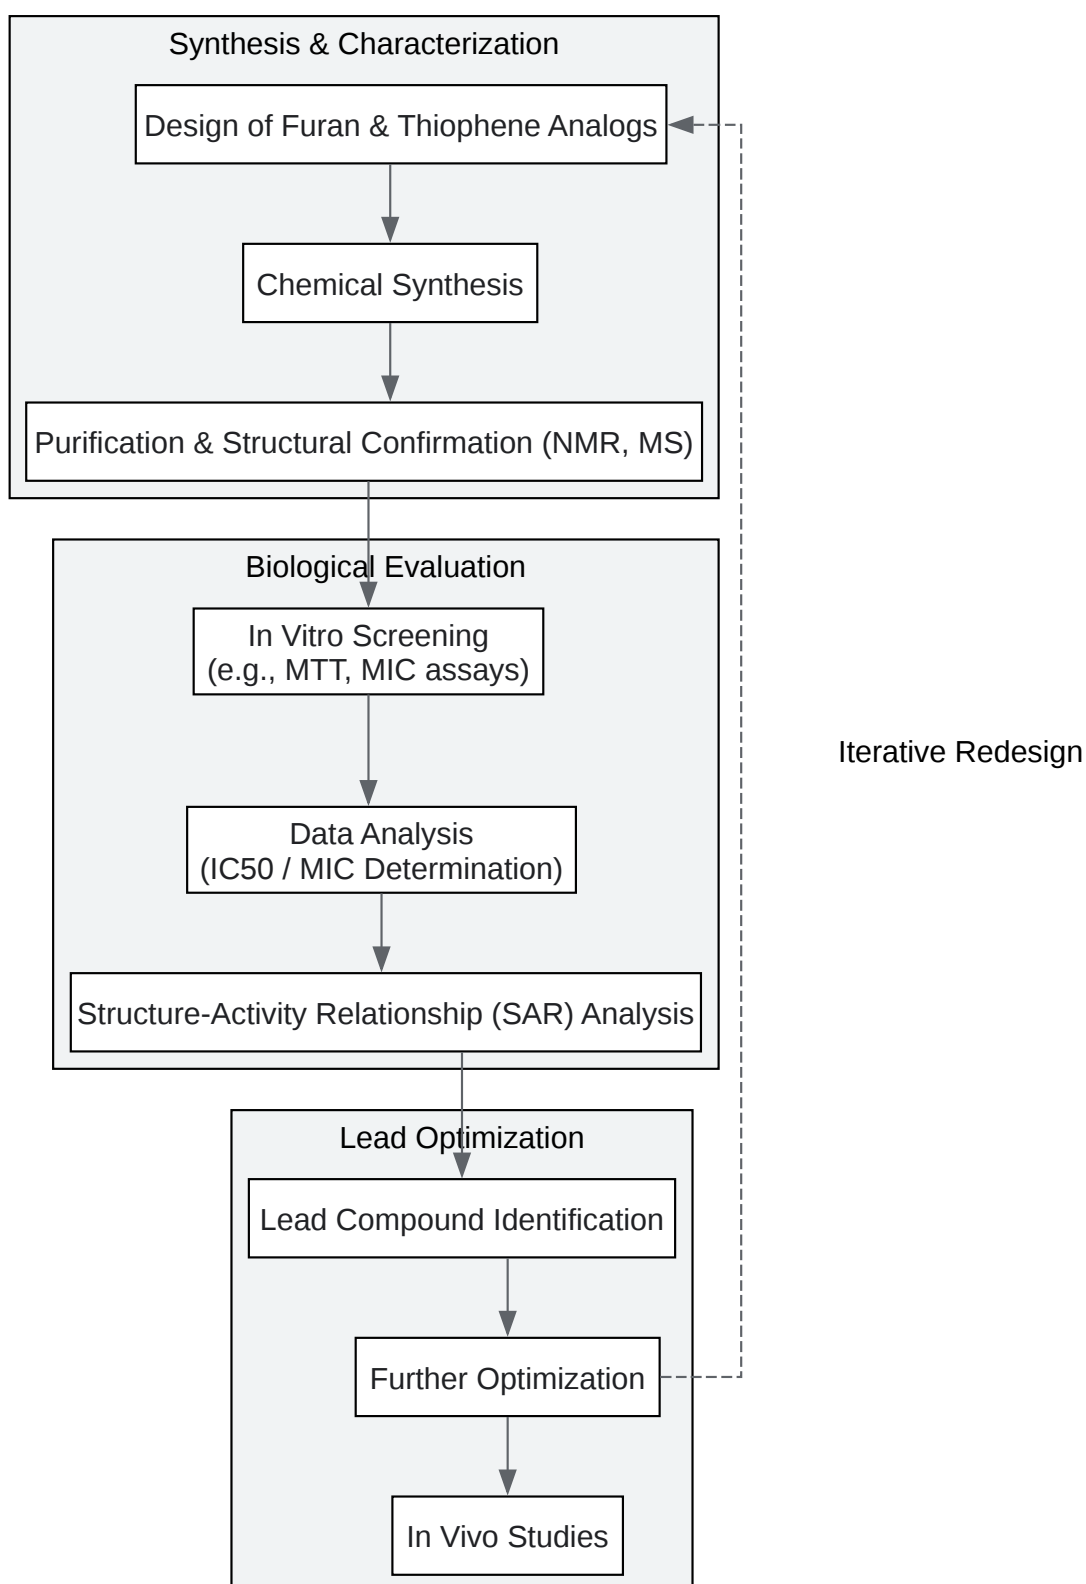 Synthesis & Characterization
Design of Furan & Thiophene Analogs
Chemical Synthesis
Purification & Structural Confirmation (NMR, MS)
Biological Evaluation
In Vitro Screening
(e.g., MTT, MIC assays)
Iterative Redesign
Data Analysis
(IC50 / MIC Determination)
Structure-Activity Relationship (SAR) Analysis
Lead Optimization
Lead Compound Identification
Further Optimization
In Vivo Studies